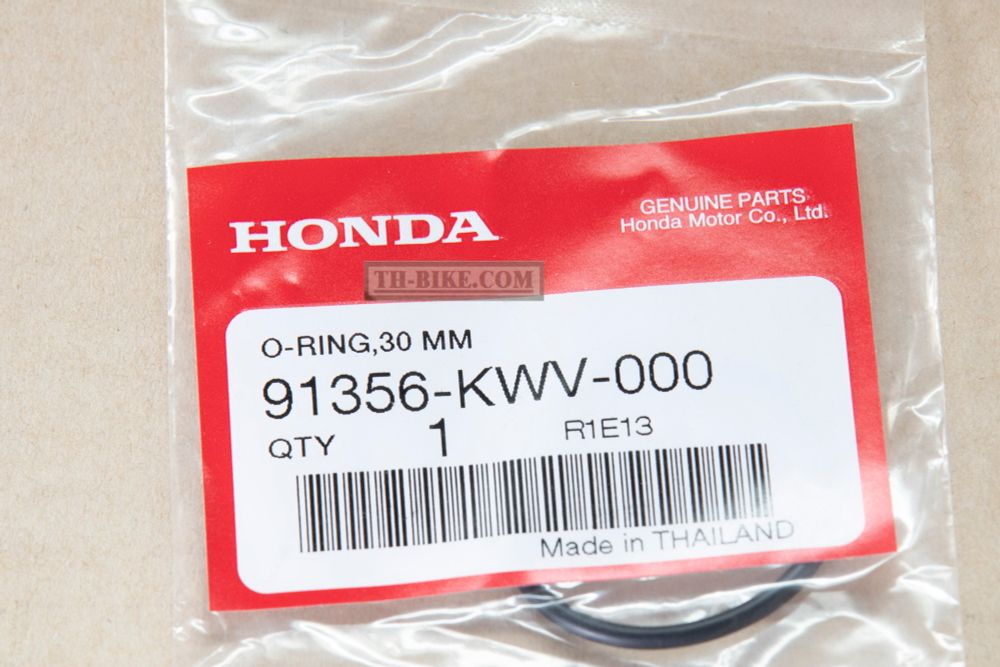 HONDA
GENUINE PARTS
Honda Motor Co., Ltd.
TH-BIKE.COM
O-RING,30 MM
91356-KWV-000
QTY 1 R1E13
Made in THAILAND